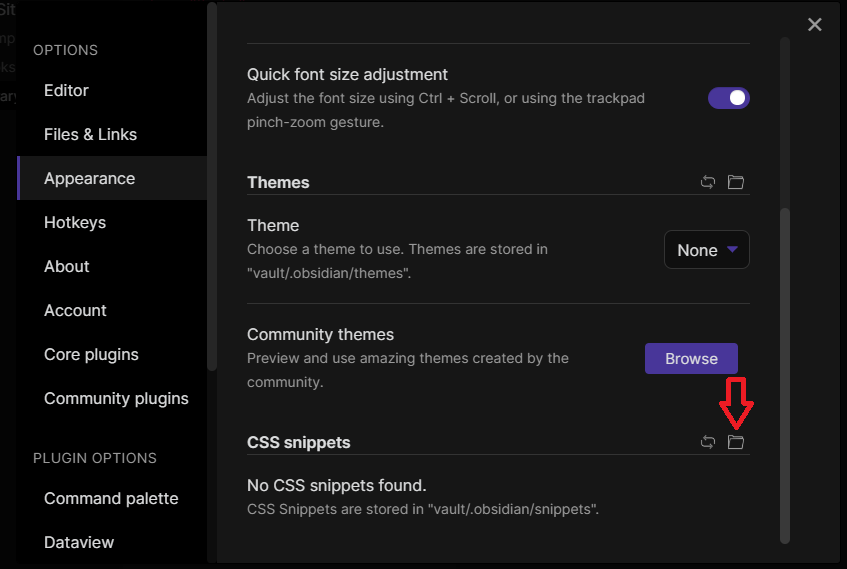 OPTIONS
Editor
Files & Links
Appearance
Hotkeys
About
Account
Core plugins
Community plugins
PLUGIN OPTIONS
Command palette
Dataview
Quick font size adjustment
Adjust the font size using Ctrl + Scroll, or using the trackpad
pinch-zoom gesture.
Themes
Theme
Choose a theme to use. Themes are stored in
"vault/.obsidian/themes".
None
Community themes
Preview and use amazing themes created by the
community.
Browse
CSS snippets
No CSS snippets found.
CSS Snippets are stored in "vault/.obsidian/snippets".